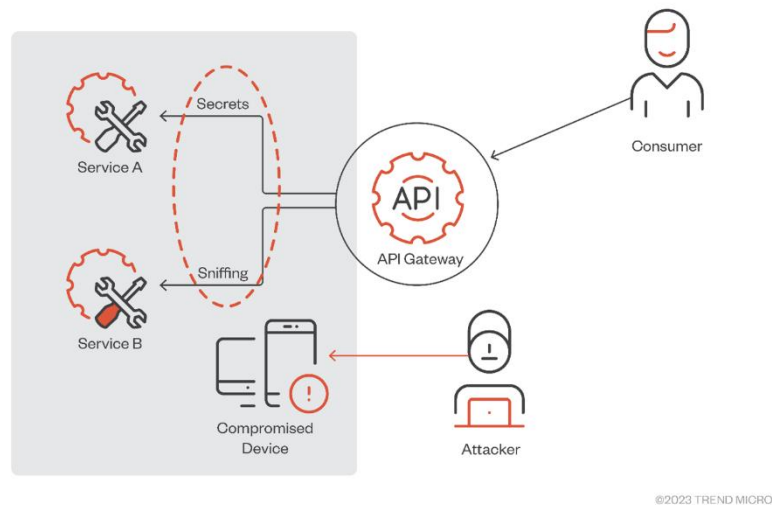 Secrets
Service A
Consumer
API
API Gateway
Sniffing
Service B
Compromised
Device
Attacker
©2023 TREND MICRO